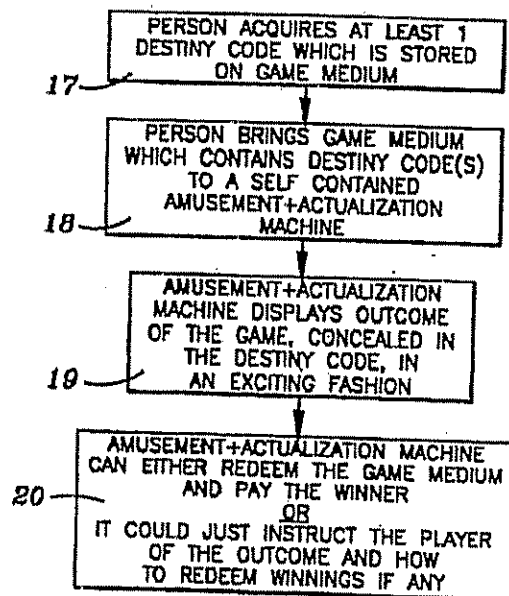 PERSON ACQUIRES AT LEAST 1
DESTINY CODE WHICH IS STORED
ON GAME MEDIUM
17
PERSON BRINGS GAME MEDIUM
WHICH CONTAINS DESTINY CODE(S)
TO A SELF CONTAINED
AMUSEMENT+ACTUALIZATION
MACHINE
18
AMUSEMENT+ACTUALIZATION
MACHINE DISPLAYS OUTCOME
OF THE GAME, CONCEALED IN
THE DESTINY CODE, IN
AN EXCITING FASHION
19
AMUSEMENT+ACTUALIZATION MACHINE
CAN EITHER REDEEM THE GAME MEDIUM
AND PAY THE WINNER
OR
IT COULD JUST INSTRUCT THE PLAYER
OF THE OUTCOME AND HOW
TO REDEEM WINNINGS IF ANY
20